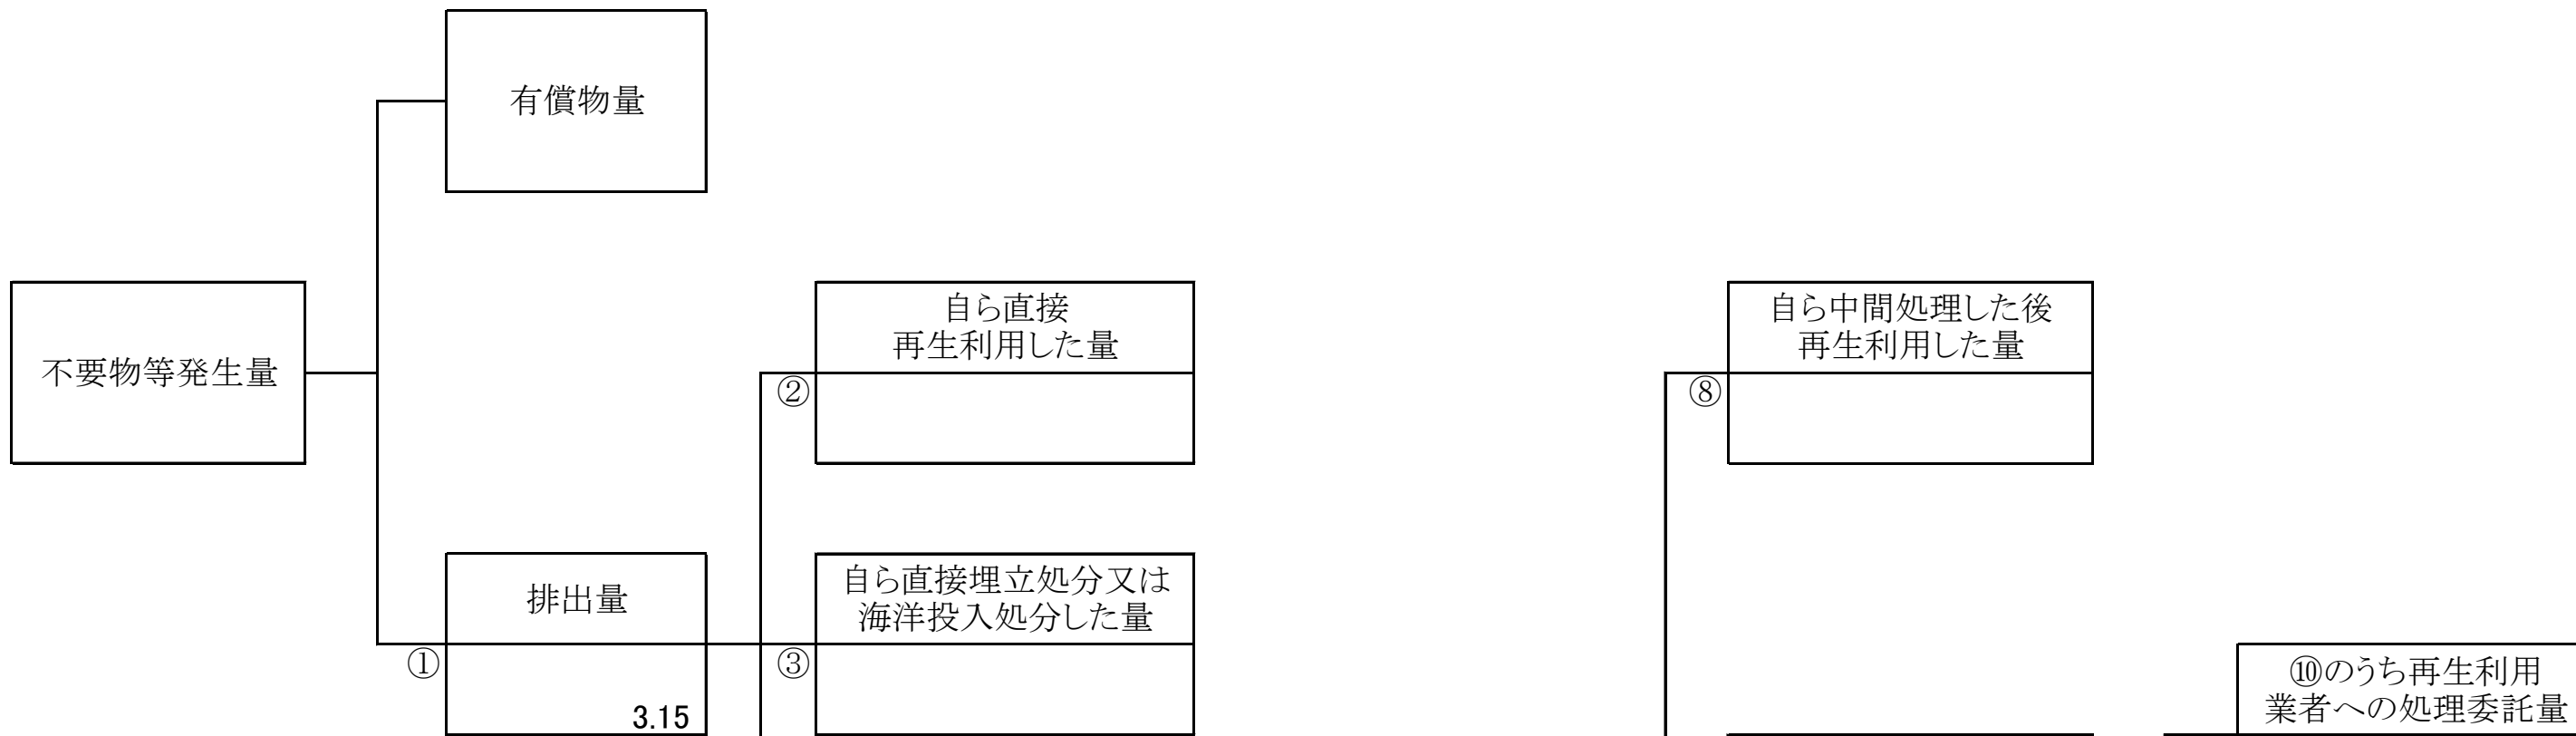 有償物量
不要物等発生量
自ら直接
再生利用した量
②
自ら中間処理した後
再生利用した量
⑧
排出量
①
3.15
自ら直接埋立処分又は
海洋投入処分した量
③
⑩のうち再生利用
業者への処理委託量